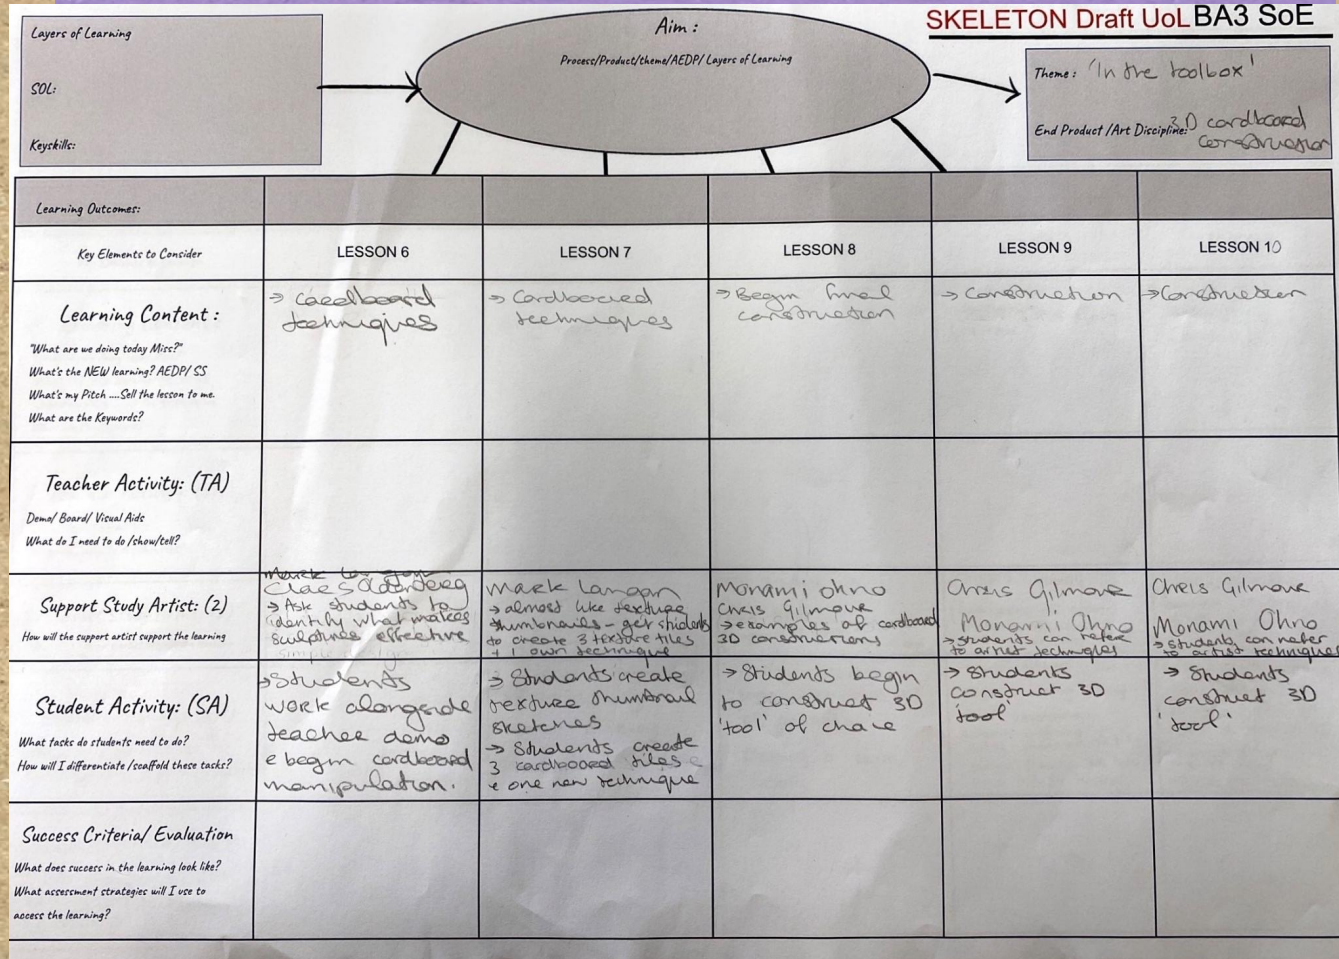 SKELETON Draft UoL BA3 SoE
Layers of Learning
SOL:
Keyskills:
Aim :
Process/Product/theme/AEDP/ Layers of Learning
Theme : 'In the toolbox'
End Product /Art Discipline: 3D cardboard
construction
Learning Outcomes:
Key Elements to Consider
LESSON 6
LESSON 7
LESSON 8
LESSON 9
LESSON 10
Learning Content :
"What are we doing today Miss?"
What's the NEW learning? AEDP/ SS
What's my Pitch ....Sell the lesson to me.
What are the Keywords?
→ Cardboard
techniques
→ Cardboard
techniques
→ Begin final
construction
→ Construction
→ Construction
Teacher Activity: (TA)
Demo/ Board/ Visual Aids
What do I need to do /show/tell?
Support Study Artist: (2)
How will the support artist support the learning
Claes Oldenberg
→ Ask students to
identify what makes
sculptures effective
Mark Langan
→ almost like texture
thumbnails - get students
to create 3 texture tiles
+ 1 own technique
Monami ohno
Chris Gilmour
→ examples of cardboard
3D constructions
Chris Gilmour
Monami Ohno
→ students can refer
to artist techniques
Chris Gilmour
Monami Ohno
→ students can refer
to artist techniques
Student Activity: (SA)
What tasks do students need to do?
How will I differentiate /scaffold these tasks?
→ Students
work alongside
teacher demo
& begin cardboard
manipulation.
→ Students create
texture thumbnail
sketches
→ Students create
3 cardboard tiles
& one new technique
→ Students begin
to construct 3D
'tool' of choice
→ Students
construct 3D
'tool'
→ Students
construct 3D
'tool'
Success Criteria/ Evaluation
What does success in the learning look like?
What assessment strategies will I use to
access the learning?